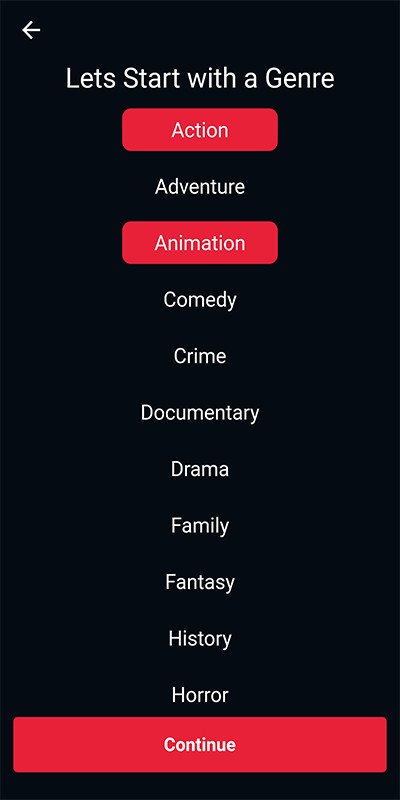 Lets Start with a Genre
Action
Adventure
Animation
Comedy
Crime
Documentary
Drama
Family
Fantasy
History
Horror
Continue